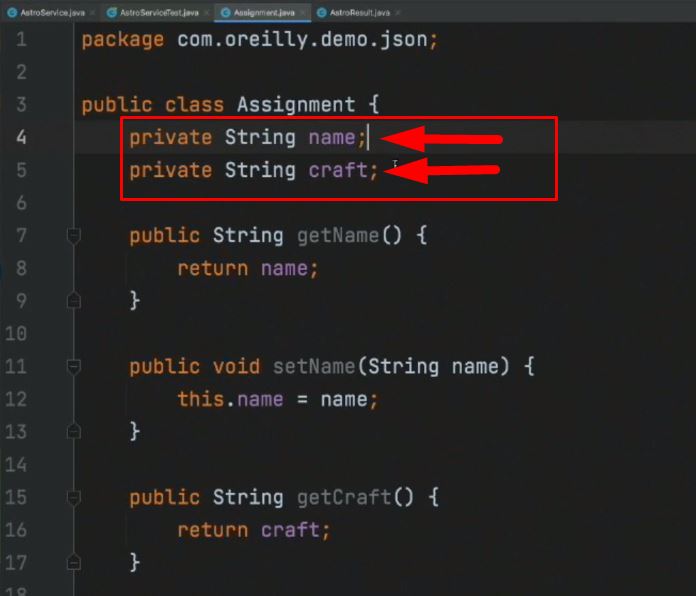 AstroService.java AstroServiceTest.java Assignment.java AstroResult.java
1 package com.oreilly.demo.json;
2
3 public class Assignment {
4 private String name;
5 private String craft;
6
7 public String getName() {
8 return name;
9 }
10
11 public void setName(String name) {
12 this.name = name;
13 }
14
15 public String getCraft() {
16 return craft;
17 }
18